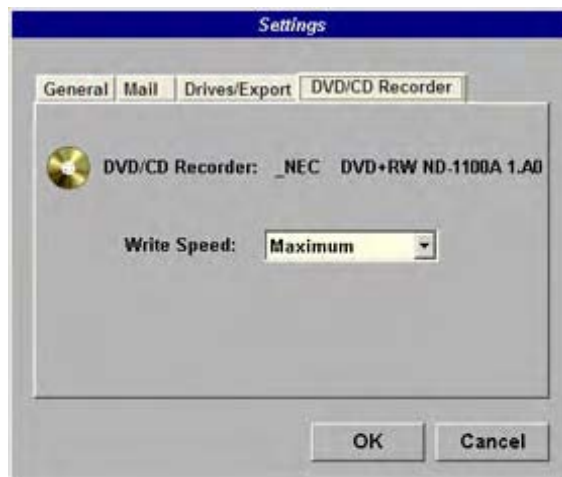 Settings
General Mail Drives/Export DVD/CD Recorder
DVD/CD Recorder: _NEC DVD+RW ND-1100A 1.A0
Write Speed: Maximum
OK Cancel